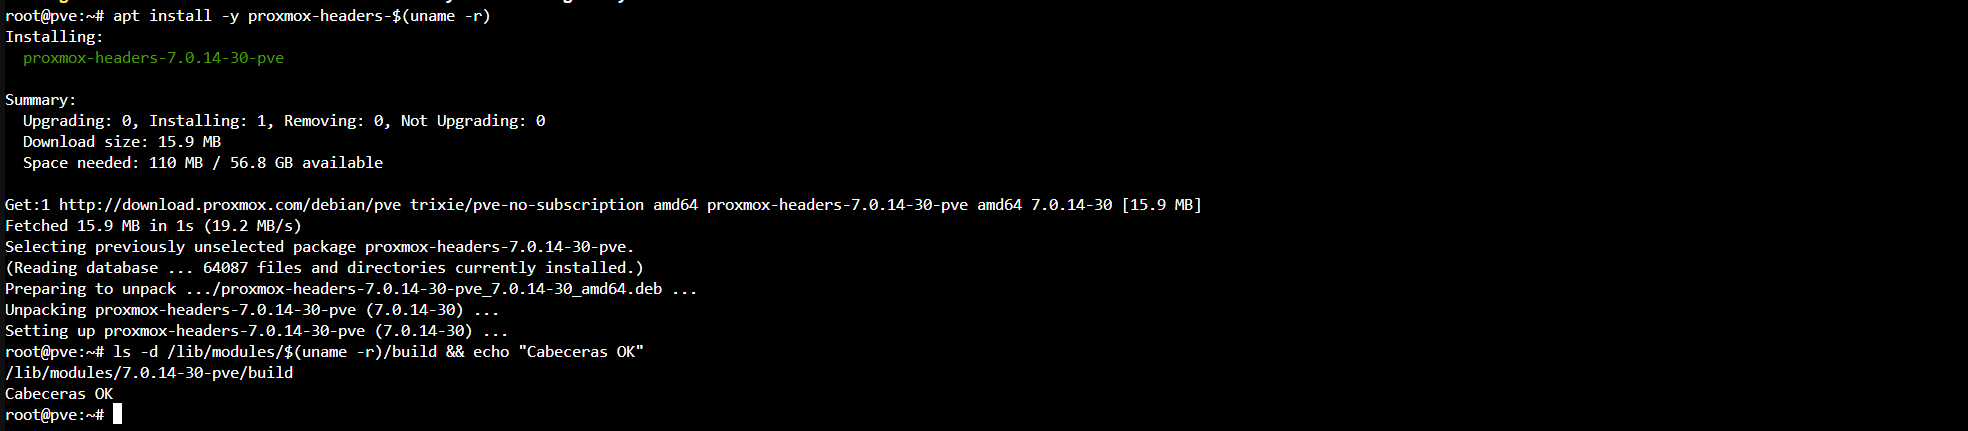 root@pve:~# apt install -y proxmox-headers-$(uname -r)
Installing:
  proxmox-headers-7.0.14-30-pve

Summary:
  Upgrading: 0, Installing: 1, Removing: 0, Not Upgrading: 0
  Download size: 15.9 MB
  Space needed: 110 MB / 56.8 GB available

Get:1 http://download.proxmox.com/debian/pve trixie/pve-no-subscription amd64 proxmox-headers-7.0.14-30-pve amd64 7.0.14-30 [15.9 MB]
Fetched 15.9 MB in 1s (19.2 MB/s)
Selecting previously unselected package proxmox-headers-7.0.14-30-pve.
(Reading database ... 64087 files and directories currently installed.)
Preparing to unpack .../proxmox-headers-7.0.14-30-pve_7.0.14-30_amd64.deb ...
Unpacking proxmox-headers-7.0.14-30-pve (7.0.14-30) ...
Setting up proxmox-headers-7.0.14-30-pve (7.0.14-30) ...
root@pve:~# ls -d /lib/modules/$(uname -r)/build && echo "Cabeceras OK"
/lib/modules/7.0.14-30-pve/build
Cabeceras OK
root@pve:~#